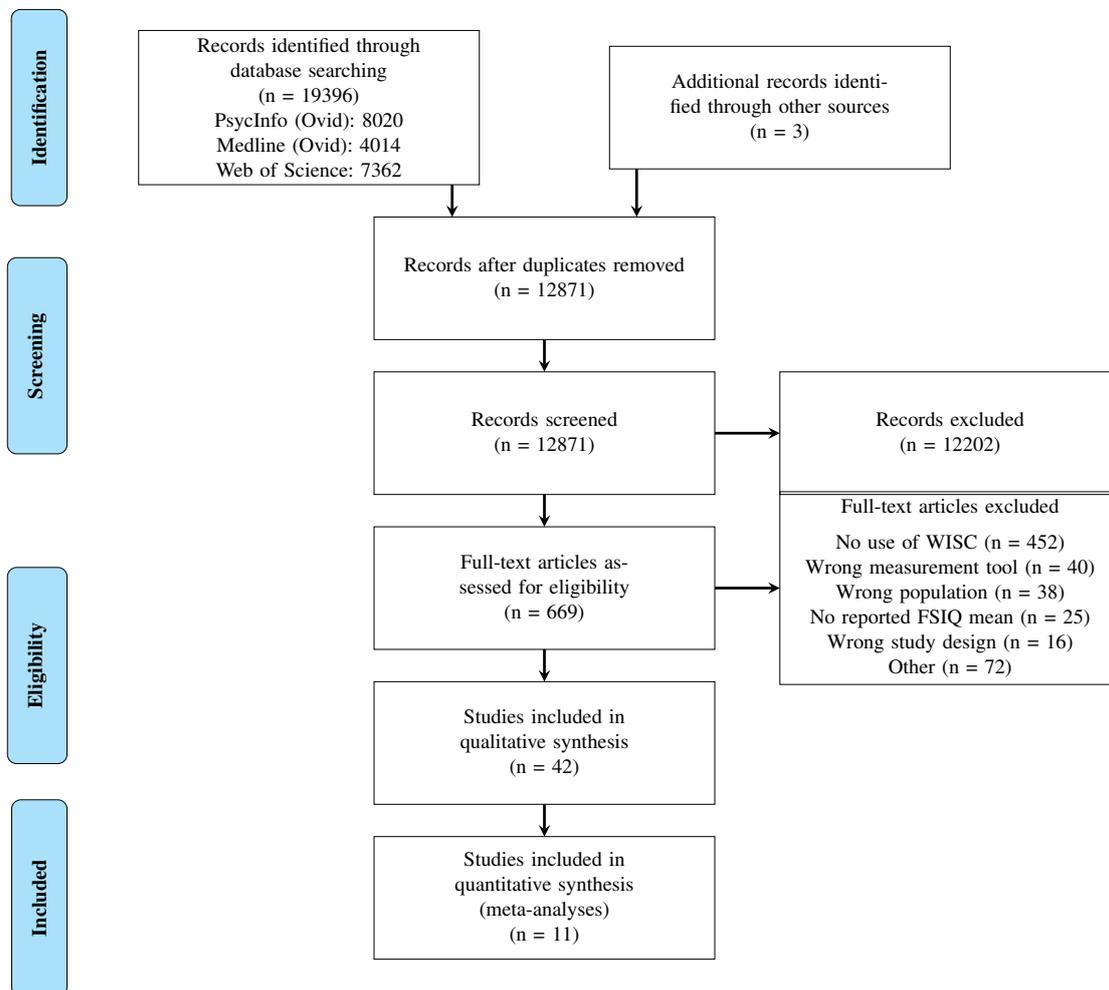 Identification
Records identified through
database searching
(n = 19396)
PsycInfo (Ovid): 8020
Medline (Ovid): 4014
Web of Science: 7362
Additional records identi-
fied through other sources
(n = 3)
Records after duplicates removed
(n = 12871)
Screening
Records screened
(n = 12871)
Records excluded
(n = 12202)
Full-text articles as-
sessed for eligibility
(n = 669)
Full-text articles excluded
No use of WISC (n = 452)
Wrong measurement tool (n = 40)
Wrong population (n = 38)
No reported FSIQ mean (n = 25)
Wrong study design (n = 16)
Other (n = 72)
Eligibility
Studies included in
qualitative synthesis
(n = 42)
Included
Studies included in
quantitative synthesis
(meta-analyses)
(n = 11)